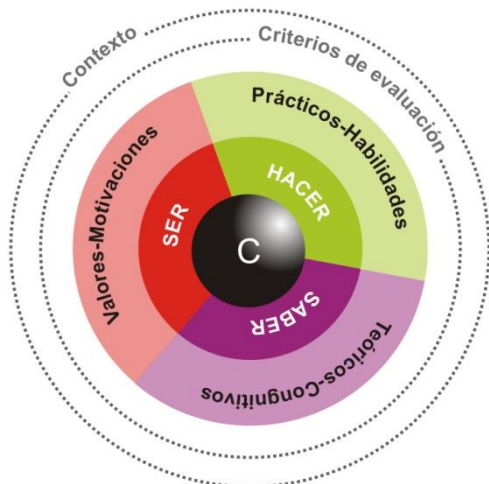 Contexto
Criterios de evaluación
Prácticos-Habilidades
Valores-Motivaciones
HACER
SER
C
SABER
Teóricos-Congnitivos